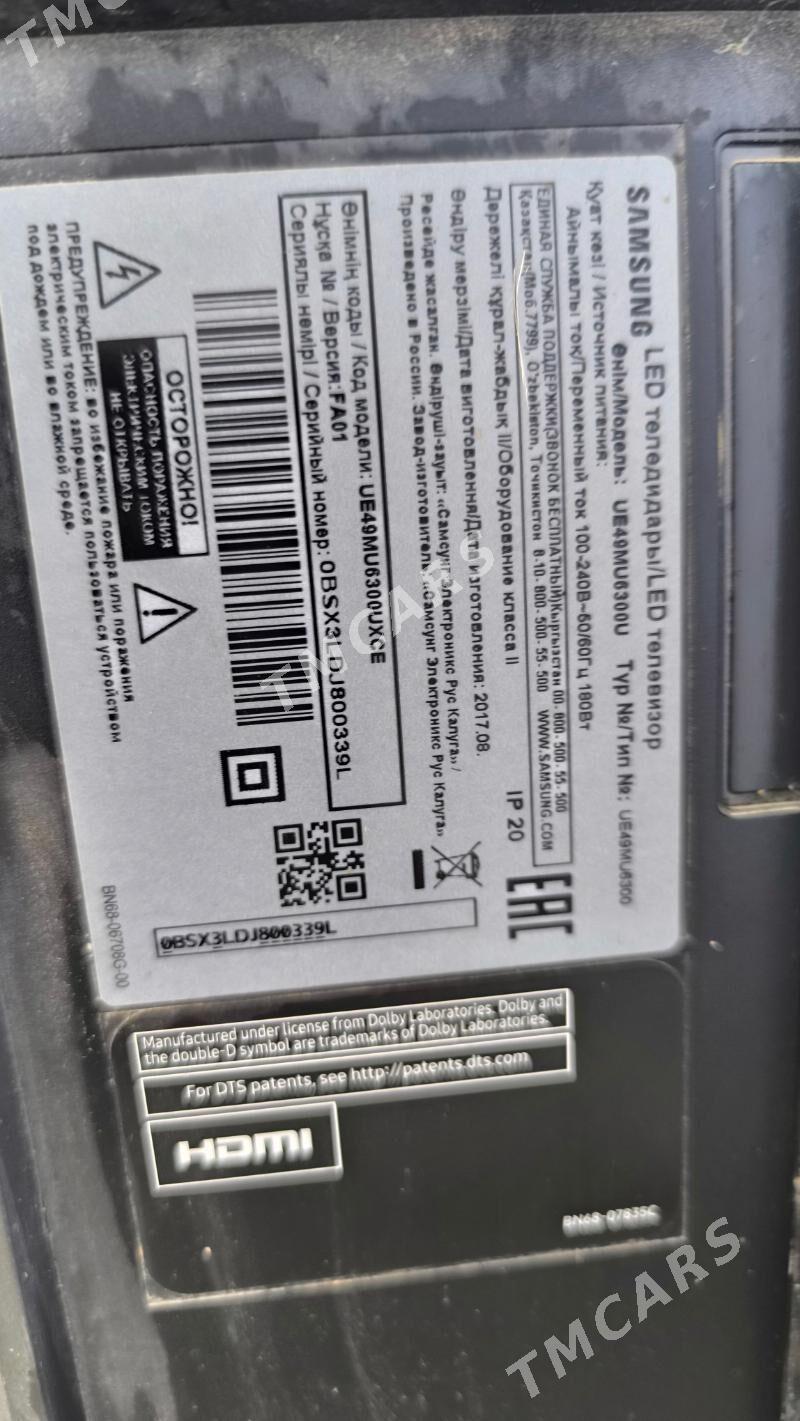 SAMSUNG LED теледидары/LED телевизор
Өнім/Модель: UE49MU6300U Тур №/Тип №: UE49MU6300
Қуат көзі / Источник питания:
Айнымалы ток/Переменный ток 100-240В~50/60Гц 180Вт
ЕДИНАЯ СЛУЖБА ПОДДЕРЖКИ(ЗВОНОК БЕСПЛАТНЫЙ)Кыргызстан 00-800-500-55-500
Қазақстан(Моб.7799), O'zbekiston, Точикистон 8-10-800-500-55-500 WWW.SAMSUNG.COM
Дәрежелі құрал-жабдық II/Оборудование класса II IP 20
Өндіру мерзімі/Дата виготовлення/Дата изготовления: 2017.08.
Ресейде жасалған. Өндіруші-зауыт: «Самсунг Электроникс Рус Калуга» /
Произведено в России. Завод-изготовитель: «Самсунг Электроникс Рус Калуга»
EAC
Өнімнің коды / Код модели: UE49MU6300UXCE
Нұсқа № / Версия:FA01
Сериялы нөмірі / Серийный номер: 0BSX3LDJ800339L
ОСТОРОЖНО!
ОПАСНОСТЬ ПОРАЖЕНИЯ
ЭЛЕКТРИЧЕСКИМ ТОКОМ
НЕ ОТКРЫВАТЬ
ПРЕДУПРЕЖДЕНИЕ: во избежание пожара или поражения
электрическим током запрещается пользоваться устройством
под дождем или во влажной среде.
0BSX3LDJ800339L
BN68-06708G-00
Manufactured under license from Dolby Laboratories. Dolby and
the double-D symbol are trademarks of Dolby Laboratories.
For DTS patents, see http://patents.dts.com
HDMI
BN68-07835C
TMCARS
TMCARS
TMCARS